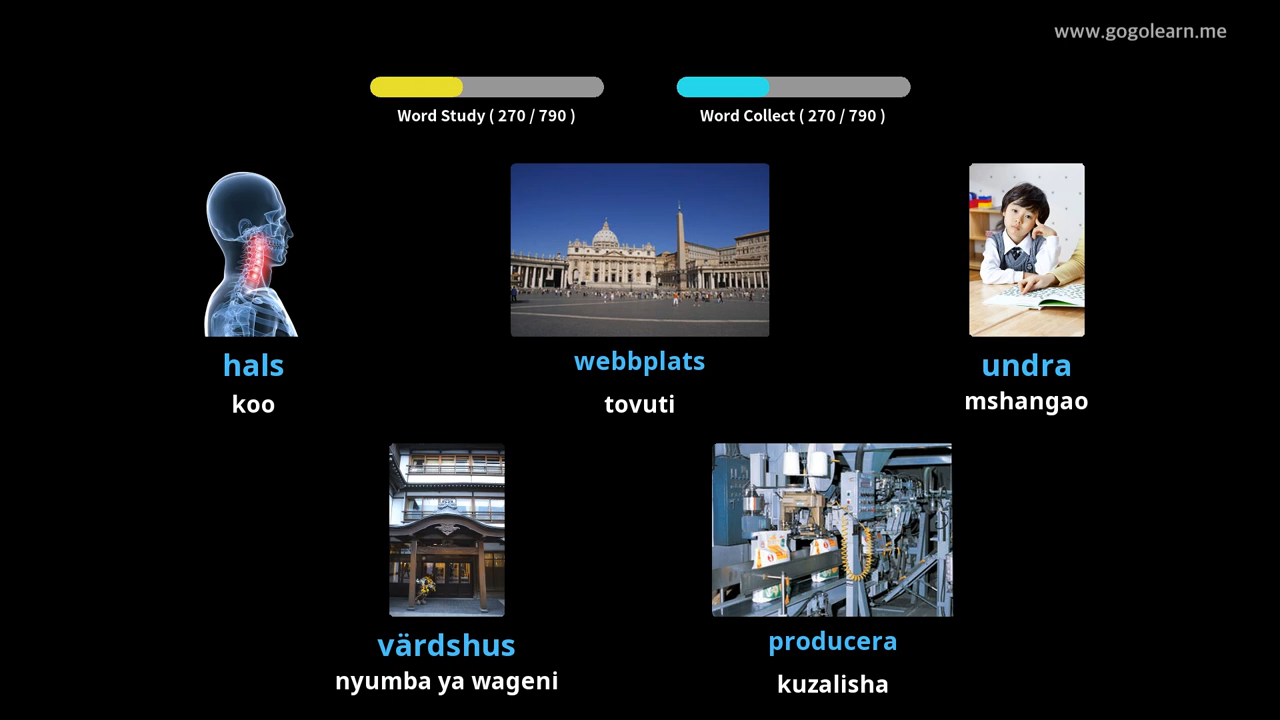 www.gogolearn.me
Word Study ( 270 / 790 )
Word Collect ( 270 / 790 )
hals
koo
webbplats
tovuti
undra
mshangao
värdshus
nyumba ya wageni
producera
kuzalisha